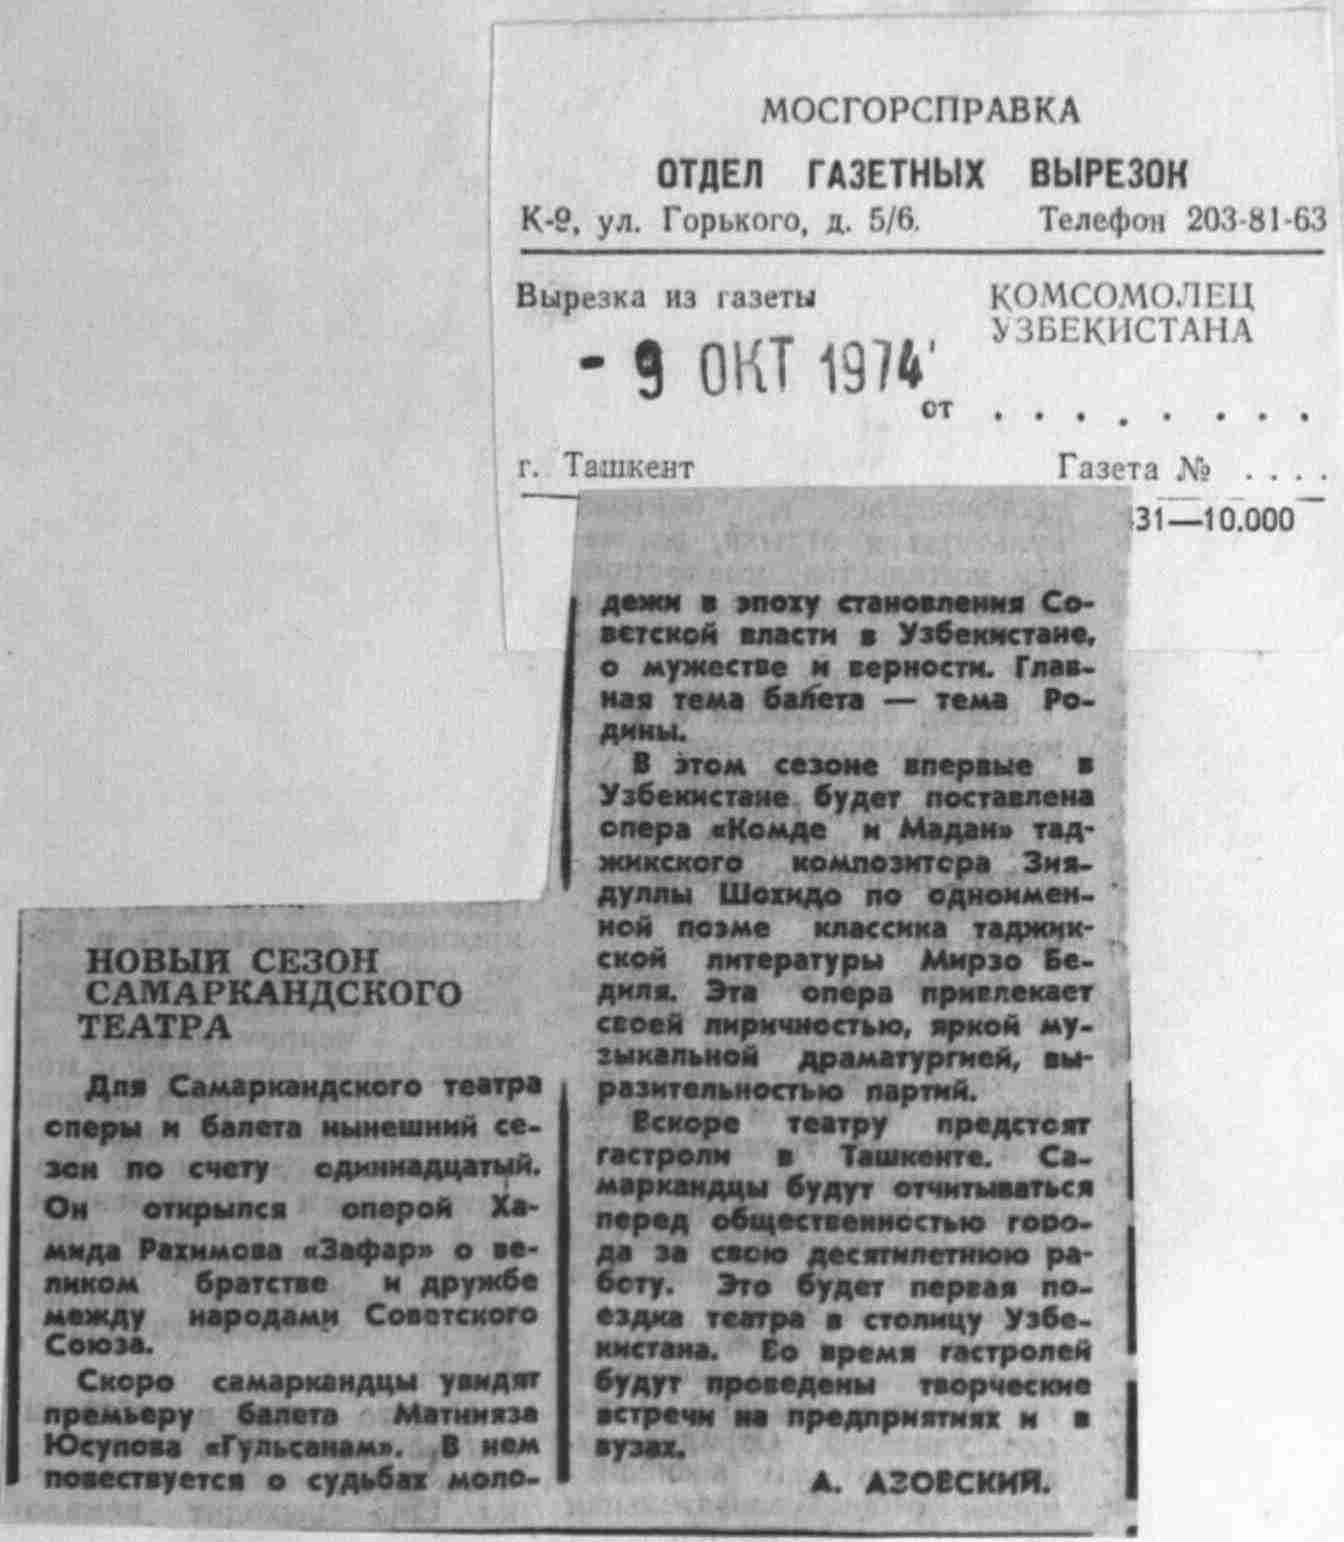 МОСГОРСПРАВКА
ОТДЕЛ ГАЗЕТНЫХ ВЫРЕЗОК
К-9, ул. Горького, д. 5/6. Телефон 203-81-63
Вырезка из газеты
КОМСОМОЛЕЦ
УЗБЕКИСТАНА
- 9 ОКТ 1974
от . . . . . . . .
г. Ташкент Газета № . . . .
31—10.000
НОВЫЙ СЕЗОН
САМАРКАНДСКОГО
ТЕАТРА
Для Самаркандского театра
оперы и балета нынешний се-
зон по счету одиннадцатый.
Он открылся оперой Ха-
мида Рахимова «Зафар» о ве-
ликом братстве и дружбе
между народами Советского
Союза.
Скоро самаркандцы увидят
премьеру балета Матнияза
Юсупова «Гульсанам». В нем
повествуется о судьбах моло-
дежи в эпоху становления Со-
ветской власти в Узбекистане,
о мужестве и верности. Глав-
ная тема балета — тема Ро-
дины.
В этом сезоне впервые в
Узбекистане будет поставлена
опера «Комде и Мадан» тад-
жикского композитора Зия-
дуллы Шохидо по одноимен-
ной поэме классика таджик-
ской литературы Мирзо Бе-
диля. Эта опера привлекает
своей лиричностью, яркой му-
зыкальной драматургией, вы-
разительностью партий.
Вскоре театру предстоят
гастроли в Ташкенте. Са-
маркандцы будут отчитываться
перед общественностью горо-
да за свою десятилетнюю ра-
боту. Это будет первая по-
ездка театра в столицу Узбе-
кистана. Во время гастролей
будут проведены творческие
встречи на предприятиях и в
вузах.
А. АЗОВСКИЙ.